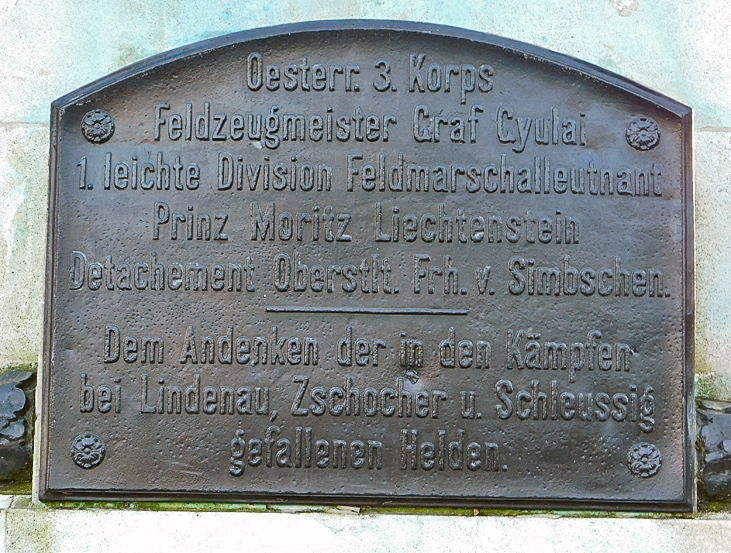 Oesterr. 3. Korps
Feldzeugmeister Graf Gyulai
1. leichte Division Feldmarschalleutnant
Prinz Moritz Liechtenstein
Detachement Oberstlt. Frh. v. Simbschen.
Dem Andenken der in den Kämpfen
bei Lindenau, Zschocher u. Schleussig
gefallenen Helden.